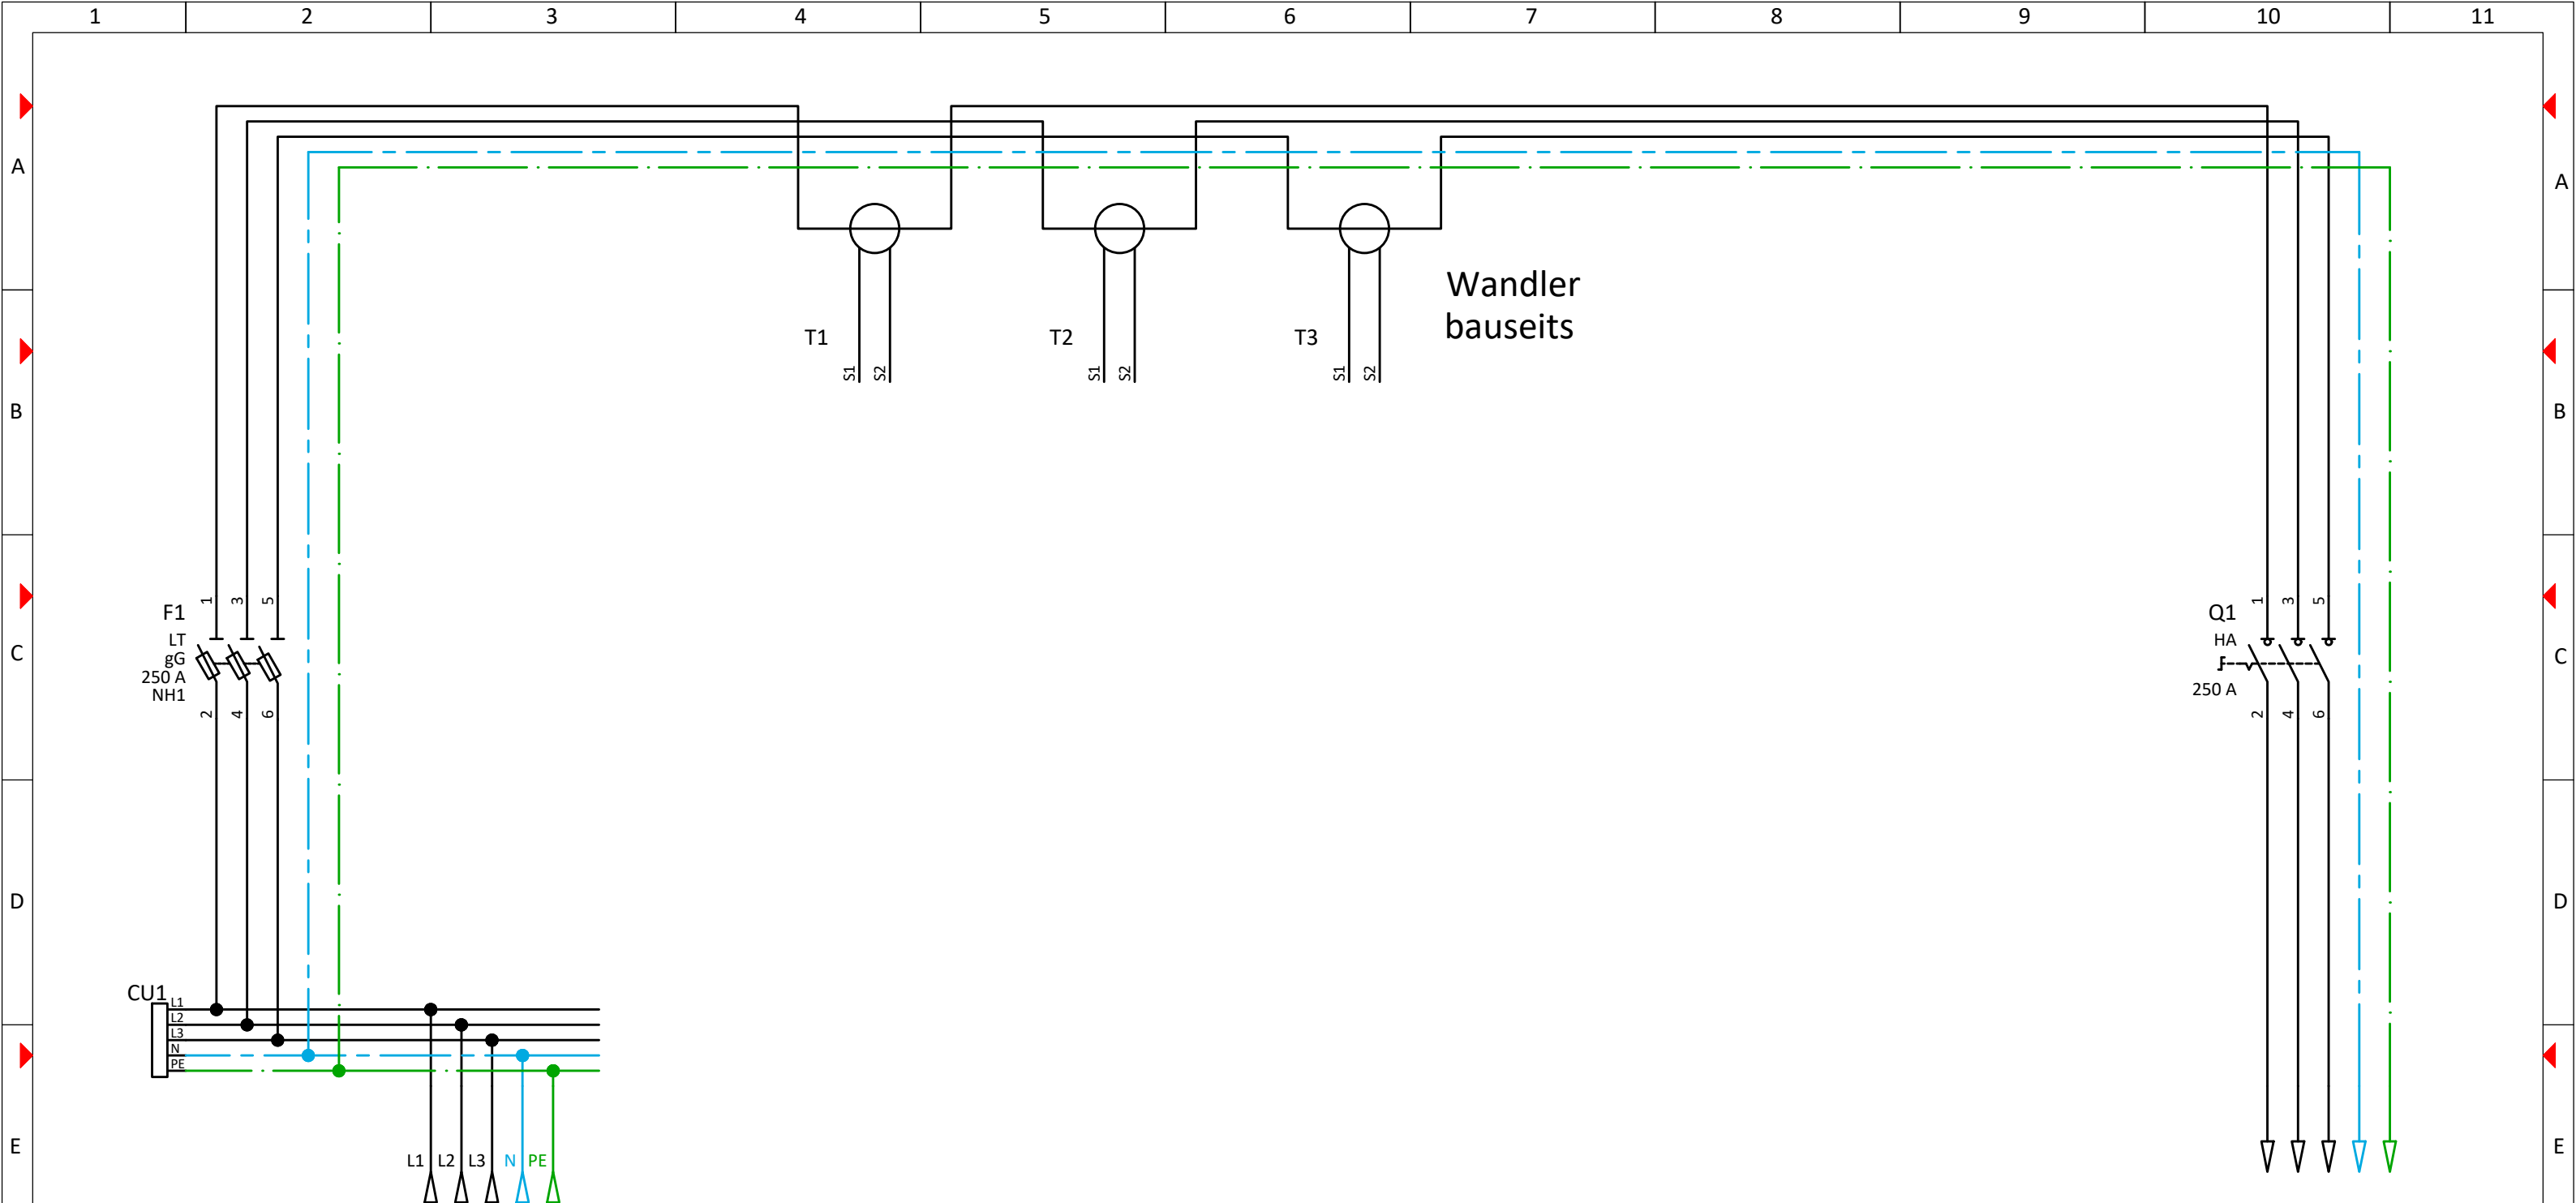 1 2 3 4 5 6 7 8 9 10 11
A A
Wandler
bauseits
T1 T2 T3
S1 S2 S1 S2 S1 S2
B B
1 3 5
F1
LT
gG
250 A
NH1
2 4 6
1 3 5
Q1
HA
250 A
2 4 6
C C
D D
CU1
L1
L2
L3
N
PE
E E
L1 L2 L3 N PE